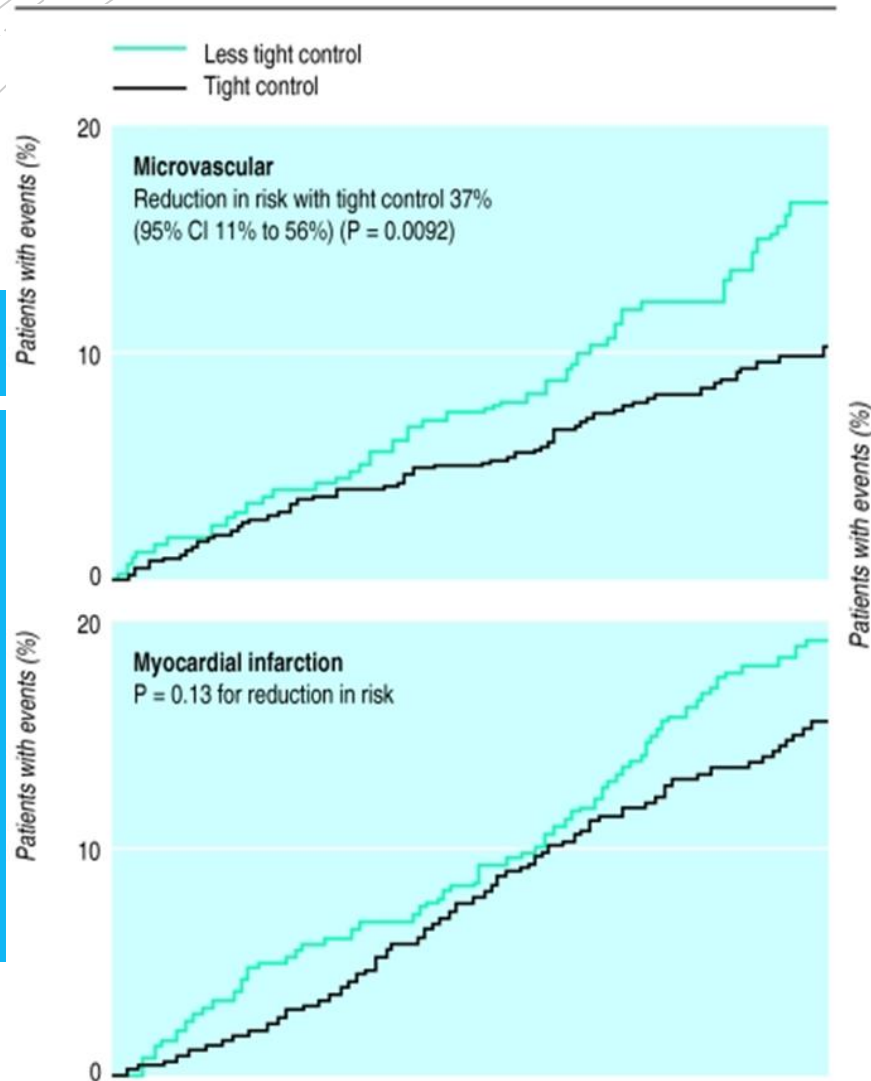 Less tight control
Tight control
Patients with events (%)
20
10
0
Microvascular
Reduction in risk with tight control 37%
(95% CI 11% to 56%) (P = 0.0092)
Patients with events (%)
Patients with events (%)
20
10
0
Myocardial infarction
P = 0.13 for reduction in risk